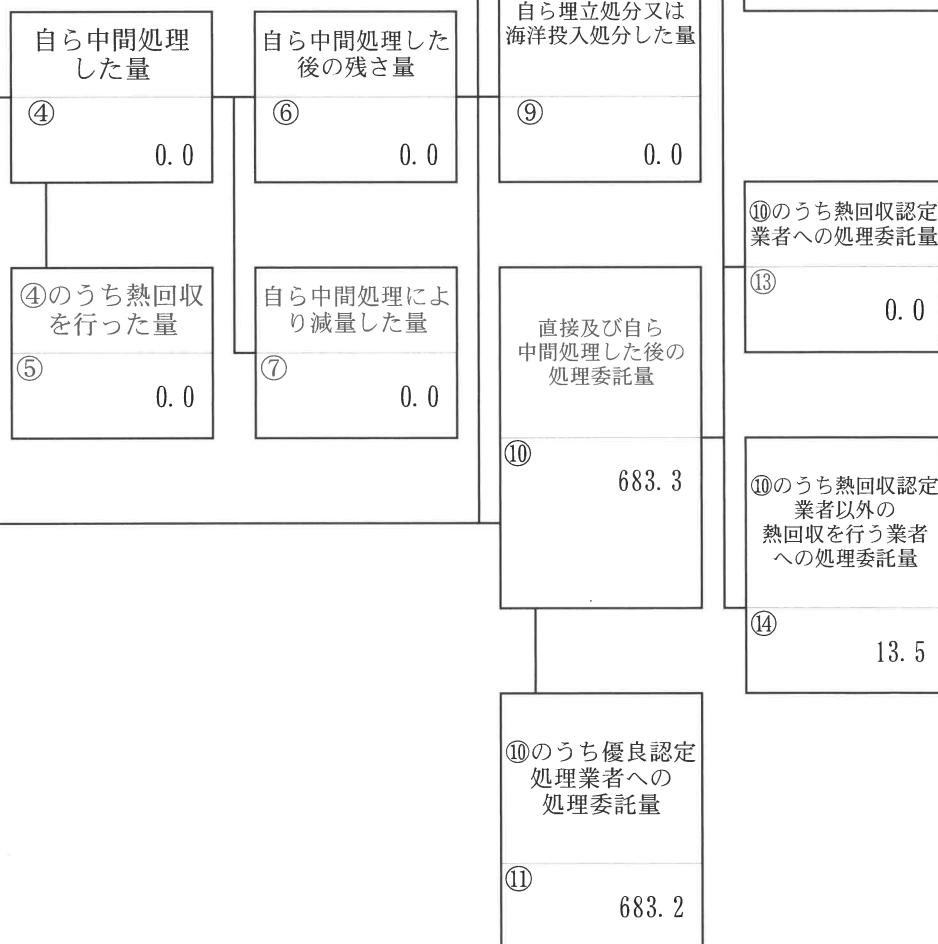 自ら中間処理
した量
④
0.0
自ら中間処理した
後の残さ量
⑥
0.0
自ら埋立処分又は
海洋投入処分した量
⑨
0.0
⑩のうち熱回収認定
業者への処理委託量
⑬
0.0
④のうち熱回収
を行った量
⑤
0.0
自ら中間処理によ
り減量した量
⑦
0.0
直接及び自ら
中間処理した後の
処理委託量
⑩
683.3
⑩のうち熱回収認定
業者以外の
熱回収を行う業者
への処理委託量
⑭
13.5
⑩のうち優良認定
処理業者への
処理委託量
⑪
683.2